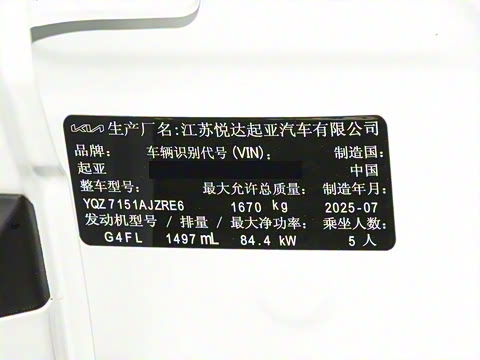 KIA 生产厂名:江苏悦达起亚汽车有限公司
品牌: 车辆识别代号(VIN): 制造国:
起亚 中国
整车型号: 最大允许总质量: 制造年月:
YQZ7151AJZRE6 1670 kg 2025-07
发动机型号 / 排量 / 最大净功率: 乘坐人数:
G4FL 1497 mL 84.4 kW 5 人